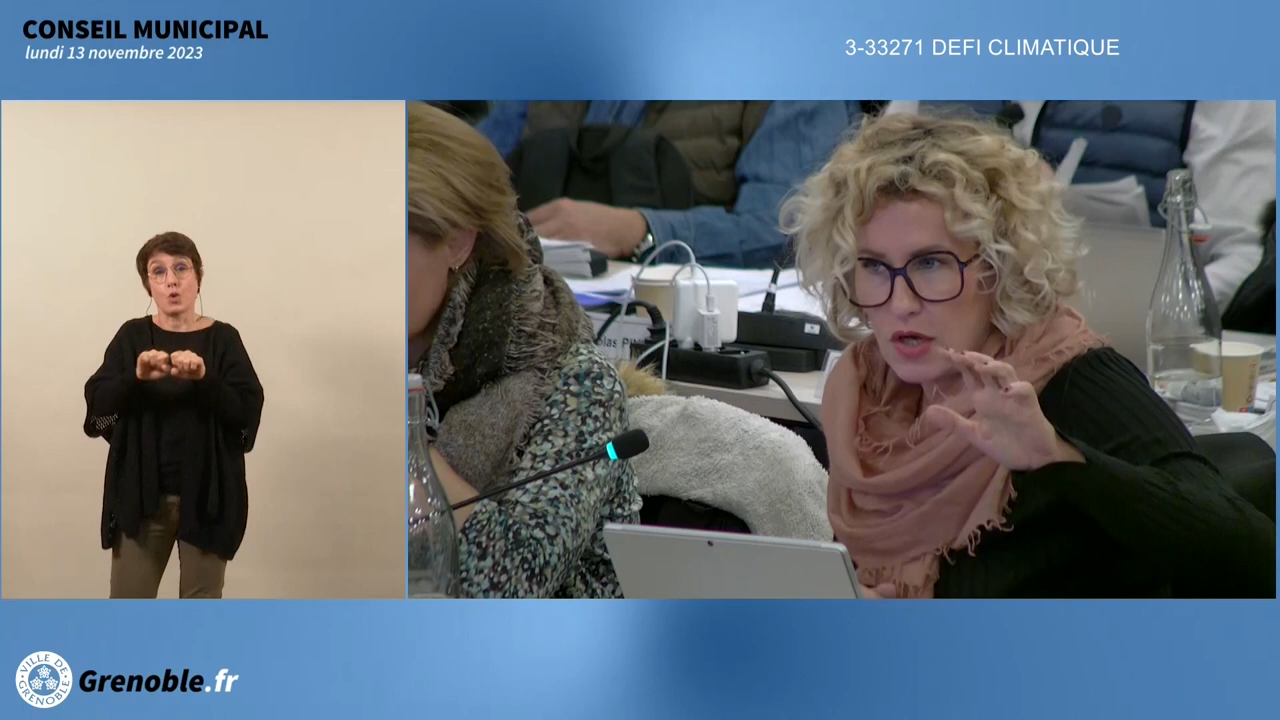 CONSEIL MUNICIPAL
lundi 13 novembre 2023
3-33271 DEFI CLIMATIQUE
VILLE DE GRENOBLE
Grenoble.fr